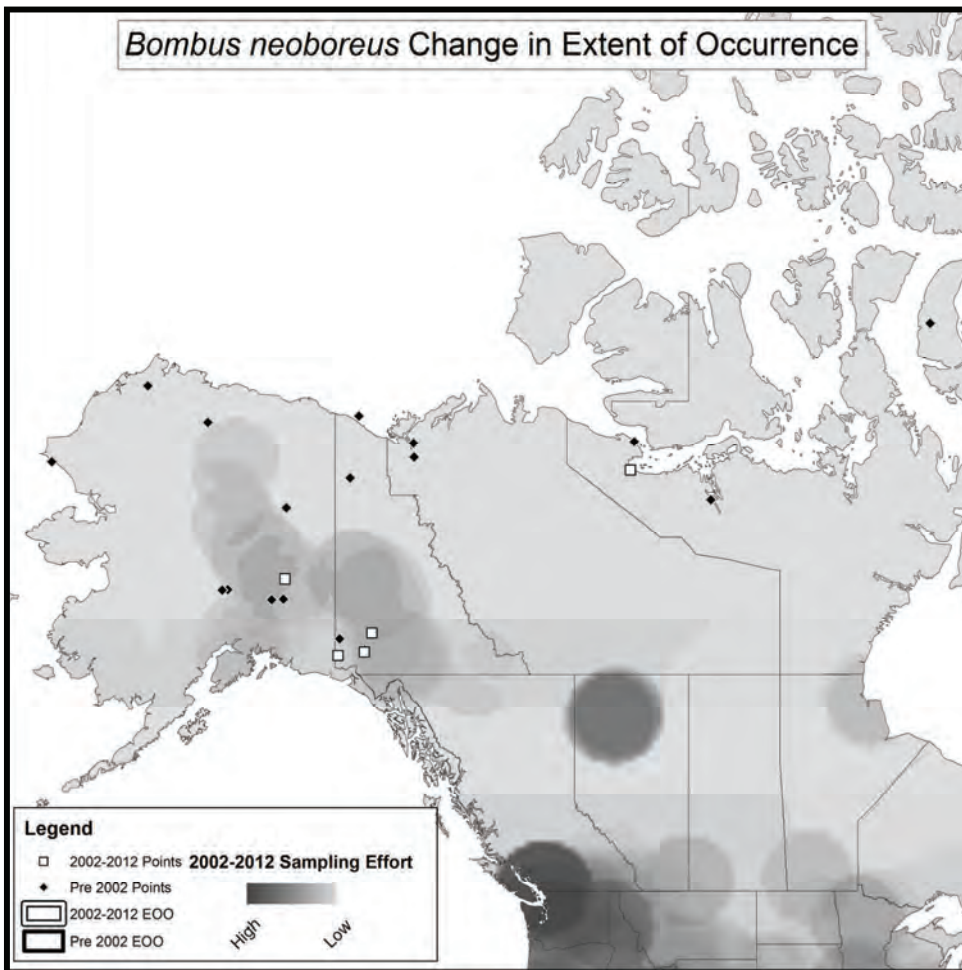 Bombus neoboreus Change in Extent of Occurrence
Legend
2002-2012 Points
Pre 2002 Points
2002-2012 EOO
Pre 2002 EOO
2002-2012 Sampling Effort
High
Low